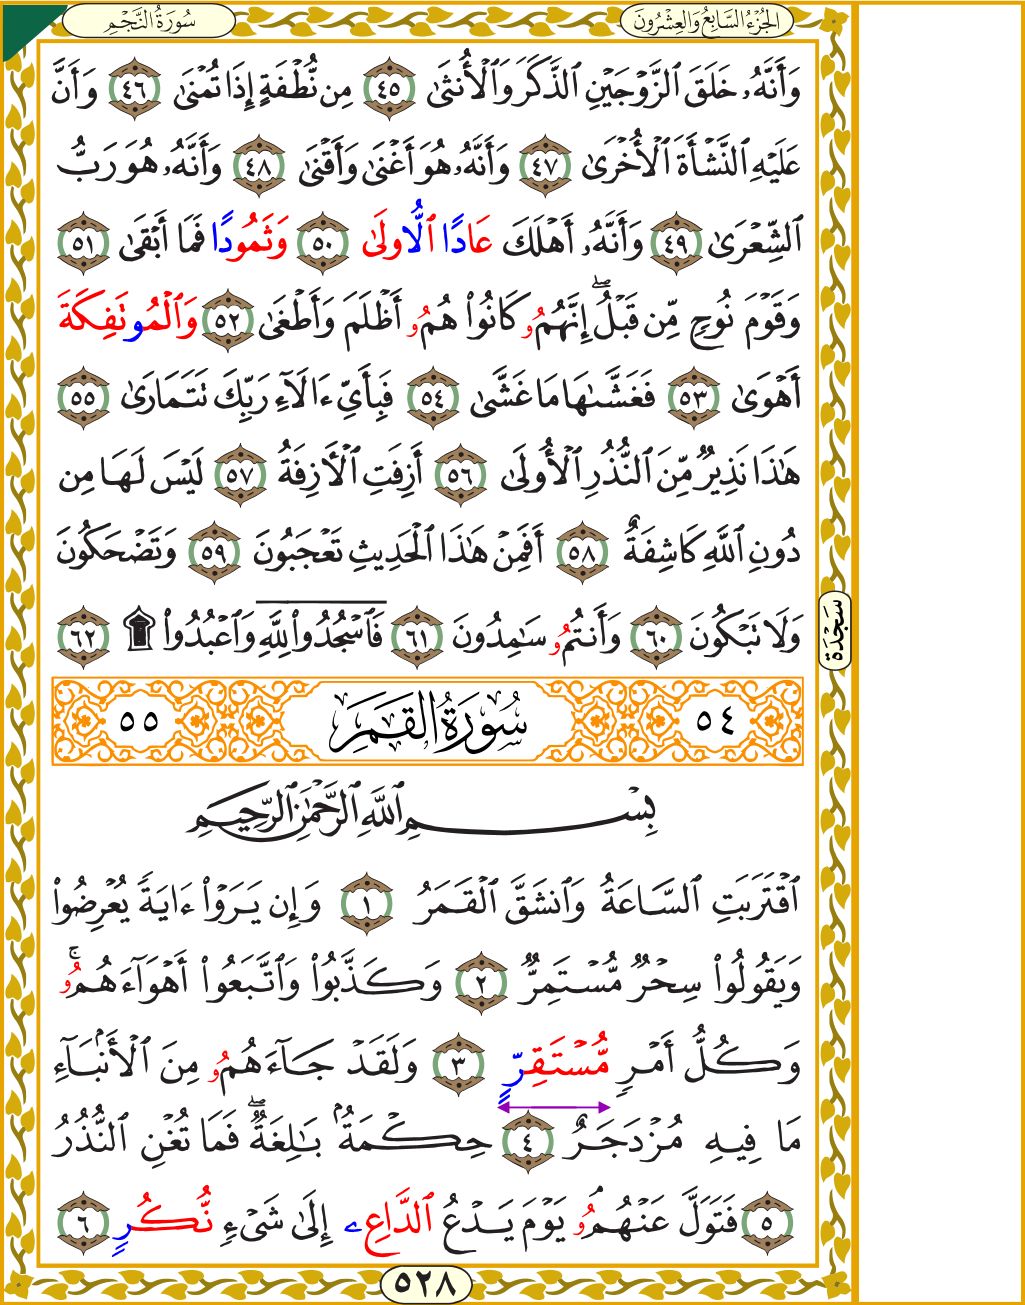 الجُزْءُ السَّابِعُ وَالعِشْرُونَ
سُورَةُ النَّجْمِ
وَأَنَّهُۥ خَلَقَ ٱلزَّوْجَيْنِ ٱلذَّكَرَ وَٱلْأُنثَىٰ ٤٥ مِن نُّطْفَةٍ إِذَا تُمْنَىٰ ٤٦ وَأَنَّ
عَلَيْهِ ٱلنَّشْأَةَ ٱلْأُخْرَىٰ ٤٧ وَأَنَّهُۥ هُوَ أَغْنَىٰ وَأَقْنَىٰ ٤٨ وَأَنَّهُۥ هُوَ رَبُّ
ٱلشِّعْرَىٰ ٤٩ وَأَنَّهُۥ أَهْلَكَ عَادًا ٱلُّاولَىٰ ٥٠ وَثَمُودًا فَمَا أَبْقَىٰ ٥١
وَقَوْمَ نُوحٍ مِّن قَبْلُۖ إِنَّهُمُۥ كَانُوا۟ هُمُۥ أَظْلَمَ وَأَطْغَىٰ ٥٢ وَٱلْمُوتَفِكَةَ
أَهْوَىٰ ٥٣ فَغَشَّىٰهَا مَا غَشَّىٰ ٥٤ فَبِأَيِّ ءَالَآءِ رَبِّكَ تَتَمَارَىٰ ٥٥
هَٰذَا نَذِيرٌ مِّنَ ٱلنُّذُرِ ٱلْأُولَىٰ ٥٦ أَزِفَتِ ٱلْأَزِفَةُ ٥٧ لَيْسَ لَهَا مِن
دُونِ ٱللَّهِ كَاشِفَةٌ ٥٨ أَفَمِنْ هَٰذَا ٱلْحَدِيثِ تَعْجَبُونَ ٥٩ وَتَضْحَكُونَ
وَلَا تَبْكُونَ ٦٠ وَأَنتُمُۥ سَٰمِدُونَ ٦١ فَٱسْجُدُوا۟ لِلَّهِ وَٱعْبُدُوا۟ ۩ ٦٢
سَجْدَة
٥٤ سُورَةُ القَمَرِ ٥٥
بِسْمِ ٱللَّهِ ٱلرَّحْمَٰنِ ٱلرَّحِيمِ
ٱقْتَرَبَتِ ٱلسَّاعَةُ وَٱنشَقَّ ٱلْقَمَرُ ١ وَإِن يَرَوْا۟ ءَايَةً يُعْرِضُوا۟
وَيَقُولُوا۟ سِحْرٌ مُّسْتَمِرٌّ ٢ وَكَذَّبُوا۟ وَٱتَّبَعُوا۟ أَهْوَآءَهُمُۥۚ
وَكُلُّ أَمْرٍ مُّسْتَقِرٍّ ٣ وَلَقَدْ جَآءَهُمُۥ مِنَ ٱلْأَنۢبَآءِ
مَا فِيهِ مُزْدَجَرٌ ٤ حِكْمَةٌۢ بَٰلِغَةٌۖ فَمَا تُغْنِ ٱلنُّذُرُ
٥ فَتَوَلَّ عَنْهُمُۥۘ يَوْمَ يَدْعُ ٱلدَّاعِۦ إِلَىٰ شَىْءٍ نُّكُرٍ ٦
٥٢٨